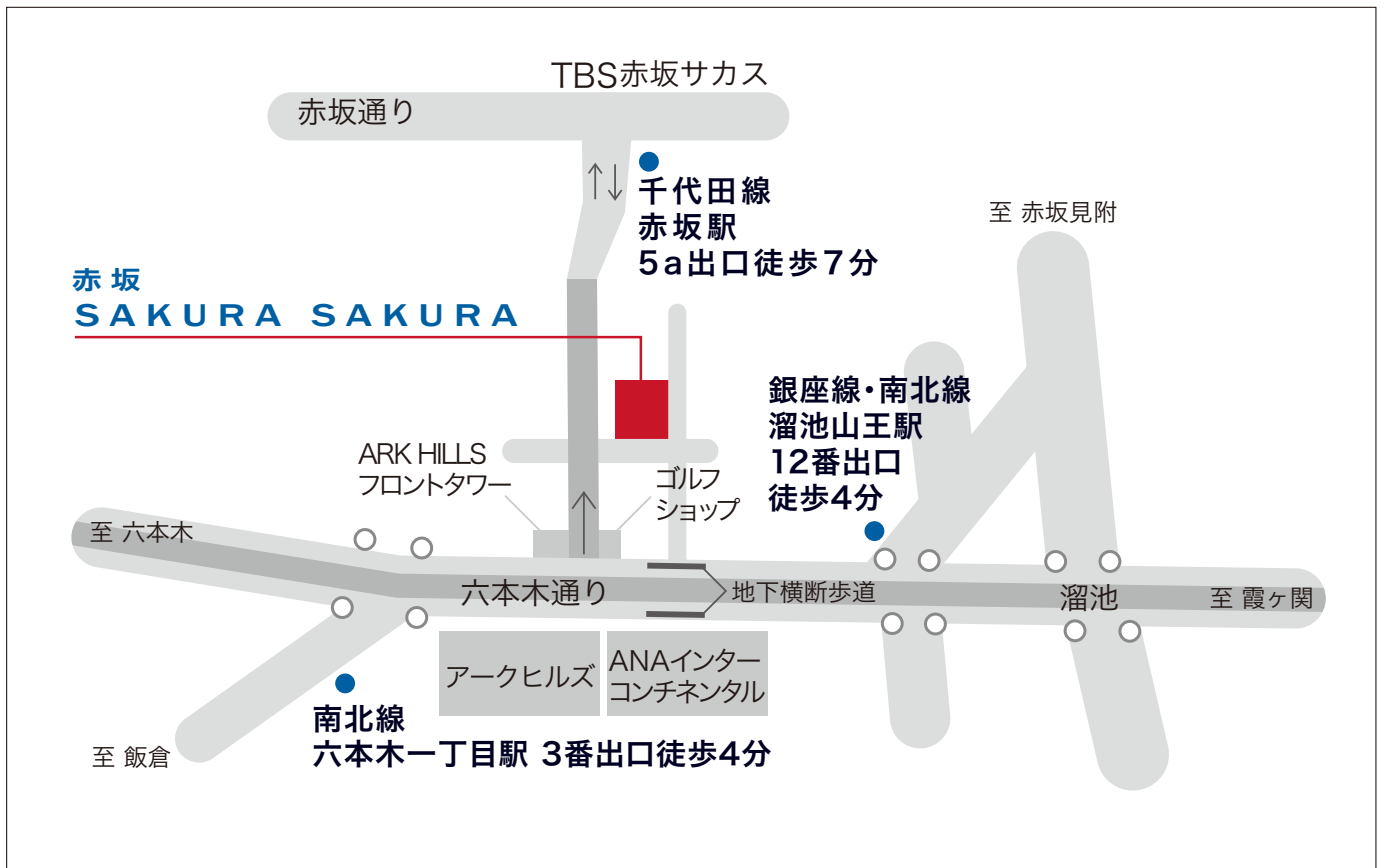 TBS赤坂サカス
赤坂通り
千代田線
赤坂駅
5a出口徒歩7分
至 赤坂見附
赤坂
SAKURA SAKURA
銀座線・南北線
溜池山王駅
12番出口
徒歩4分
ARK HILLS
フロントタワー
ゴルフ
ショップ
至 六本木
六本木通り
地下横断歩道
溜池
至 霞ヶ関
アークヒルズ
ANAインター
コンチネンタル
南北線
六本木一丁目駅 3番出口徒歩4分
至 飯倉